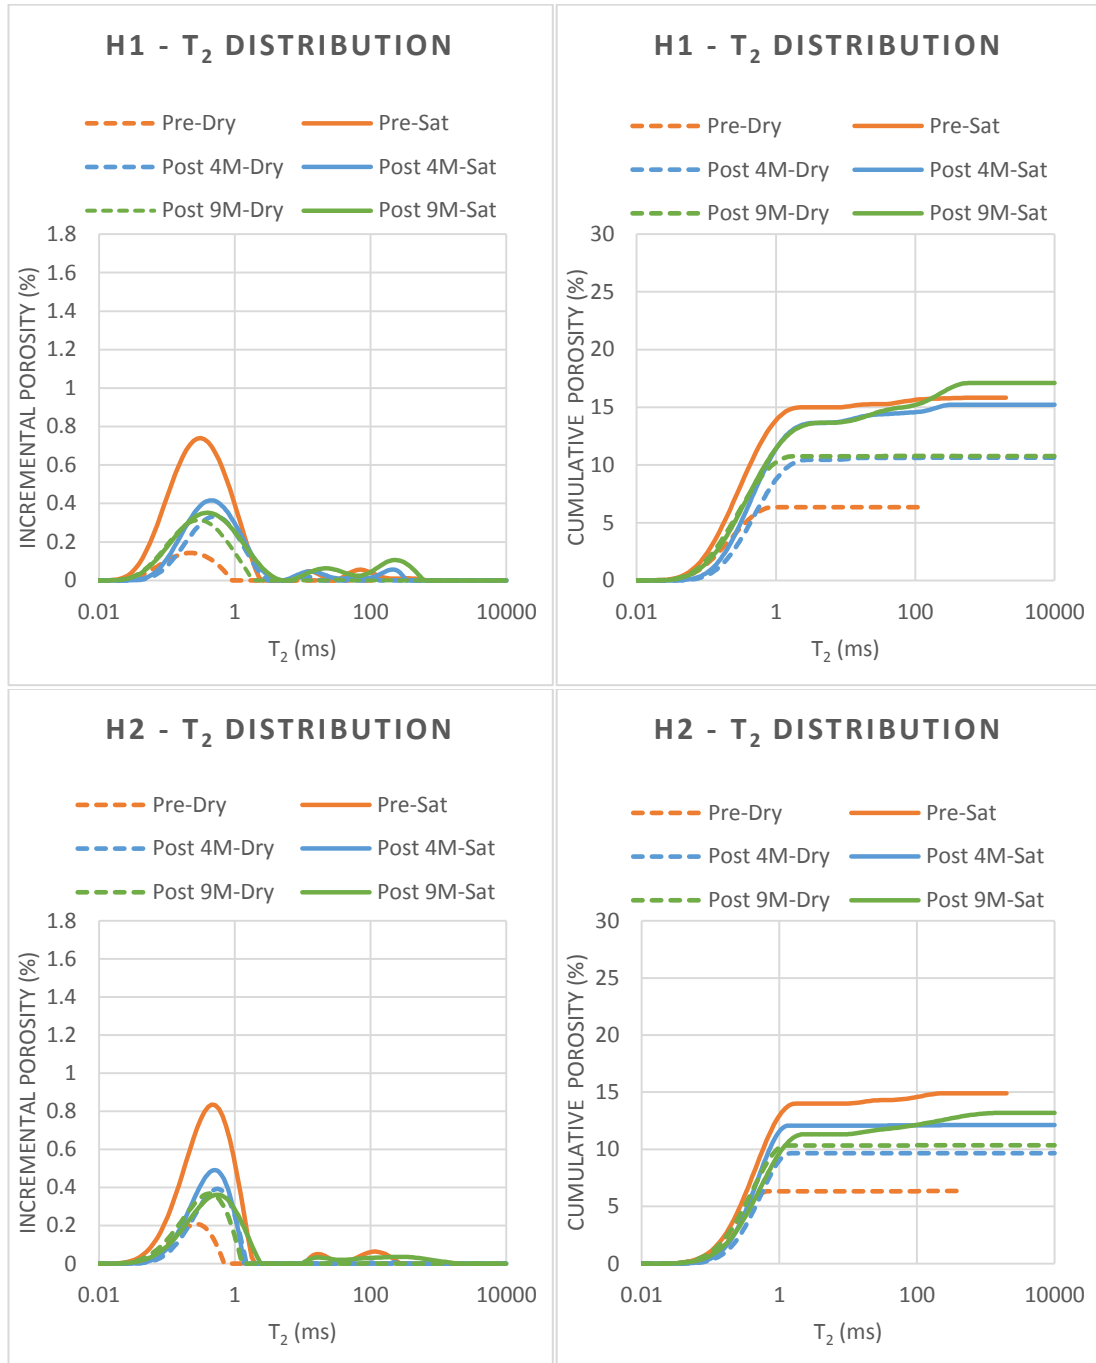 H1 - T2 DISTRIBUTION
Pre-Dry Pre-Sat
Post 4M-Dry Post 4M-Sat
Post 9M-Dry Post 9M-Sat
INCREMENTAL POROSITY (%)
1.8
1.6
1.4
1.2
1
0.8
0.6
0.4
0.2
0
0.01 1 100 10000
T2 (ms)
H1 - T2 DISTRIBUTION
Pre-Dry Pre-Sat
Post 4M-Dry Post 4M-Sat
Post 9M-Dry Post 9M-Sat
CUMULATIVE POROSITY (%)
30
25
20
15
10
5
0
0.01 1 100 10000
T2 (ms)
H2 - T2 DISTRIBUTION
Pre-Dry Pre-Sat
Post 4M-Dry Post 4M-Sat
Post 9M-Dry Post 9M-Sat
INCREMENTAL POROSITY (%)
1.8
1.6
1.4
1.2
1
0.8
0.6
0.4
0.2
0
0.01 1 100 10000
T2 (ms)
H2 - T2 DISTRIBUTION
Pre-Dry Pre-Sat
Post 4M-Dry Post 4M-Sat
Post 9M-Dry Post 9M-Sat
CUMULATIVE POROSITY (%)
30
25
20
15
10
5
0
0.01 1 100 10000
T2 (ms)